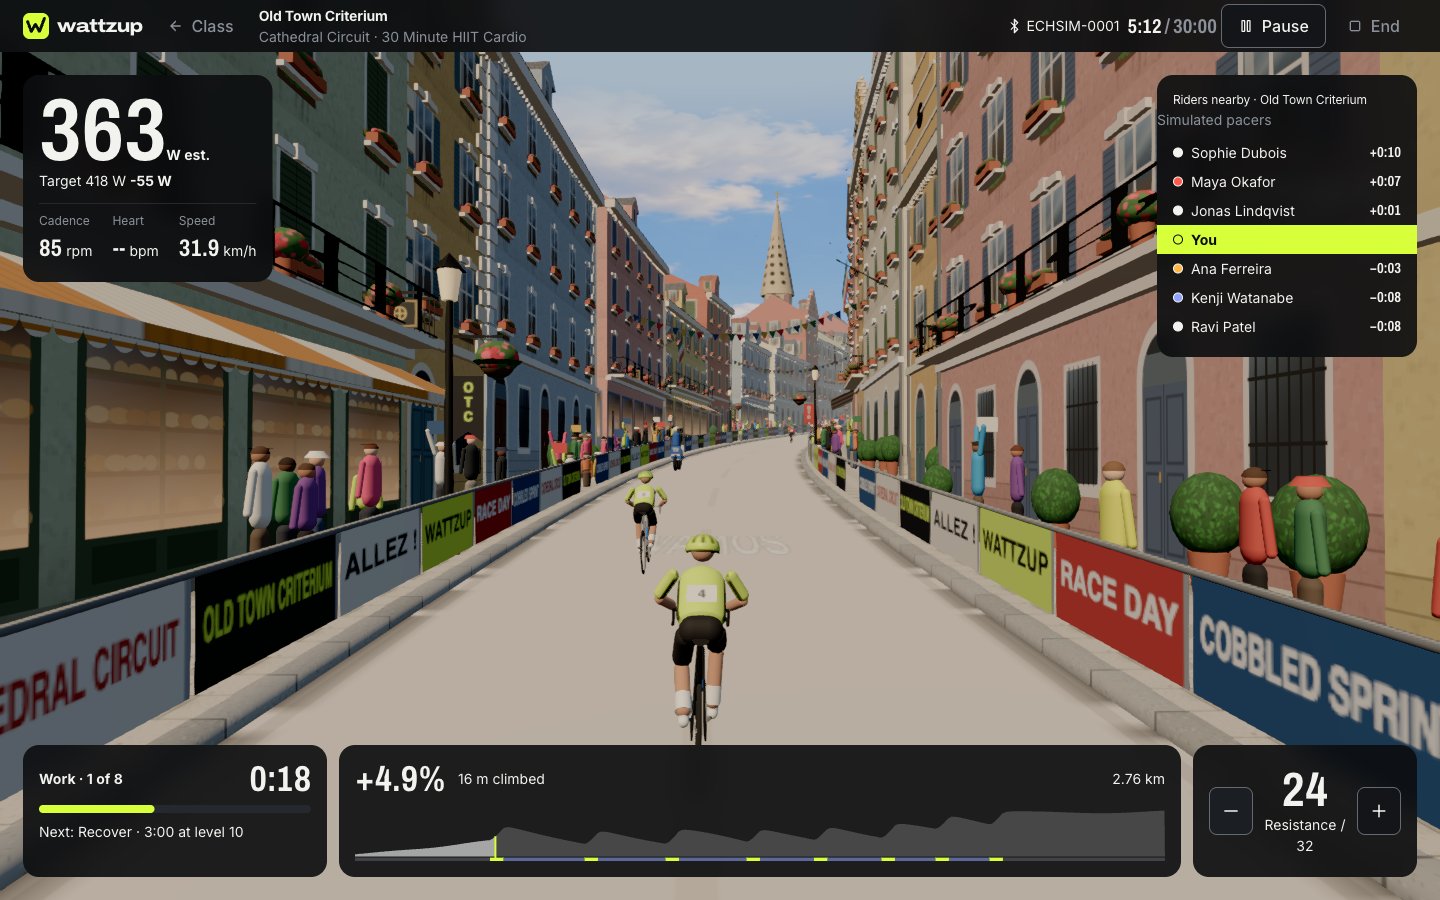 wattzup
Class
Old Town Criterium
Cathedral Circuit · 30 Minute HIIT Cardio
ECHSIM-0001
5:12 / 30:00
Pause
End
363 W est.
Target 418 W -55 W
Cadence Heart Speed
85 rpm -- bpm 31.9 km/h
Riders nearby · Old Town Criterium
Simulated pacers
Sophie Dubois +0:10
Maya Okafor +0:07
Jonas Lindqvist +0:01
You
Ana Ferreira −0:03
Kenji Watanabe −0:08
Ravi Patel −0:08
OTC
EDRAL CIRCUIT
OLD TOWN CRITERIUM
ALLEZ !
WATTZUP
RACE DAY
COBBLED SPRIN
4
ALLEZ !
WATTZUP
RACE DAY
COBBLED SPRIN
Work · 1 of 8
0:18
Next: Recover · 3:00 at level 10
+4.9%
16 m climbed
2.76 km
24
Resistance /
32